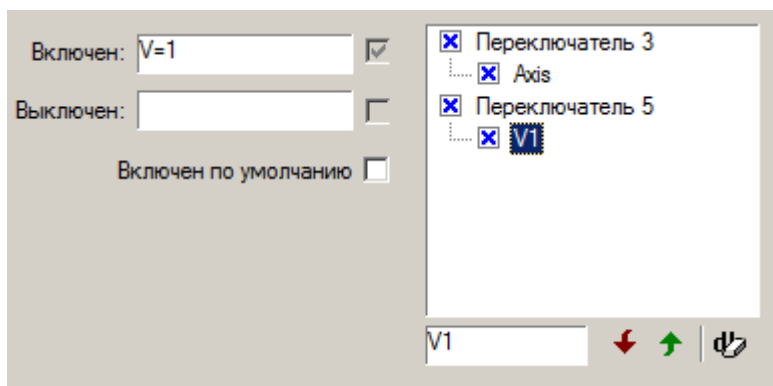 Включен: V=1
Выключен:
Включен по умолчанию
Переключатель 3
Axis
Переключатель 5
V1
V1